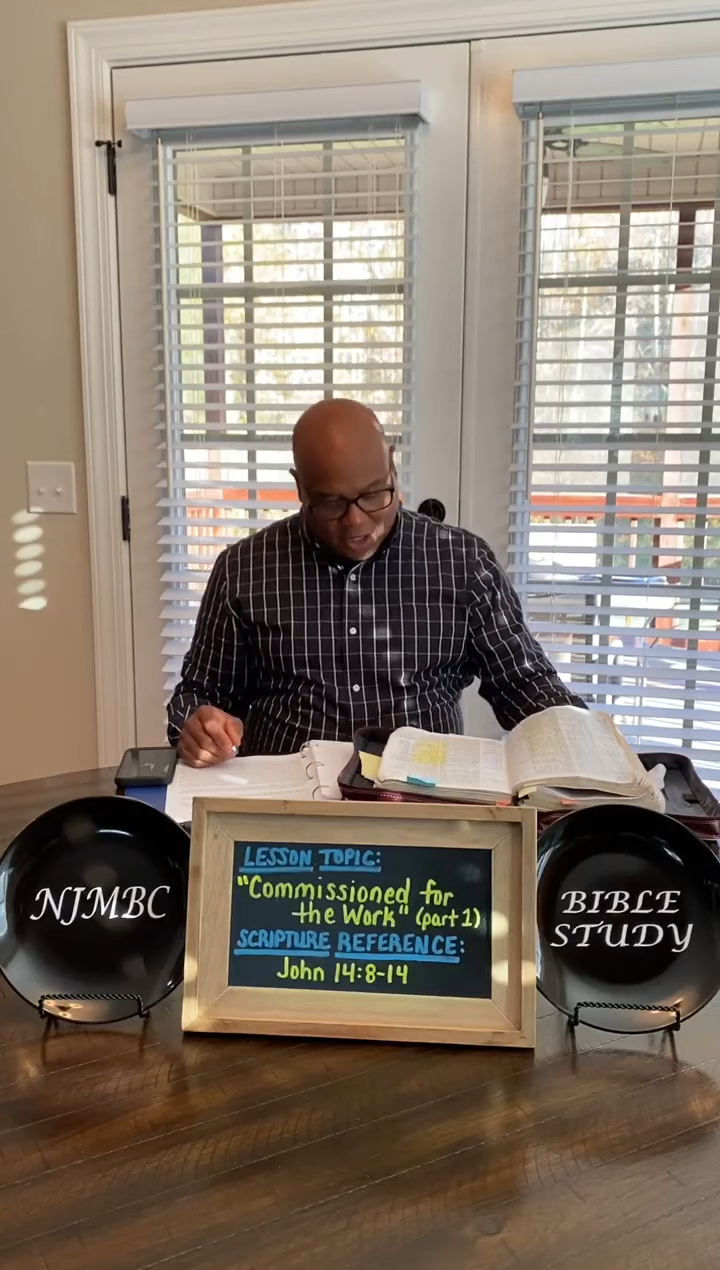 NJMBC
LESSON TOPIC:
"Commissioned for
the Work" (part 1)
SCRIPTURE REFERENCE:
John 14:8-14
BIBLE
STUDY